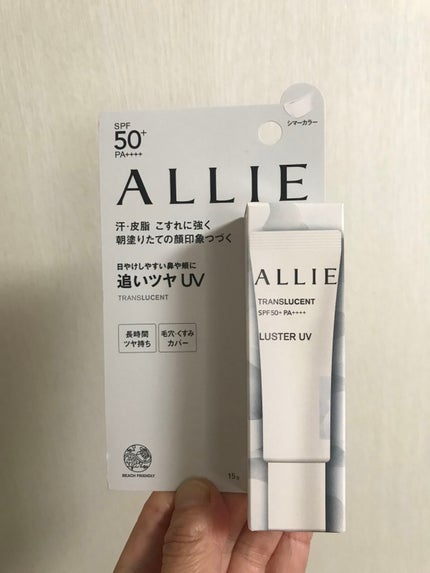 SPF
50+
PA++++
シマーカラー
ALLIE
汗・皮脂 こすれに強く
朝塗りたての顔印象つづく
日やけしやすい鼻や頬に
追いツヤ UV
TRANSLUCENT
長時間
ツヤ持ち
毛穴・くすみ
カバー
BEACH FRIENDLY
15g
ALLIE
TRANSLUCENT
SPF50+ PA++++
LUSTER UV